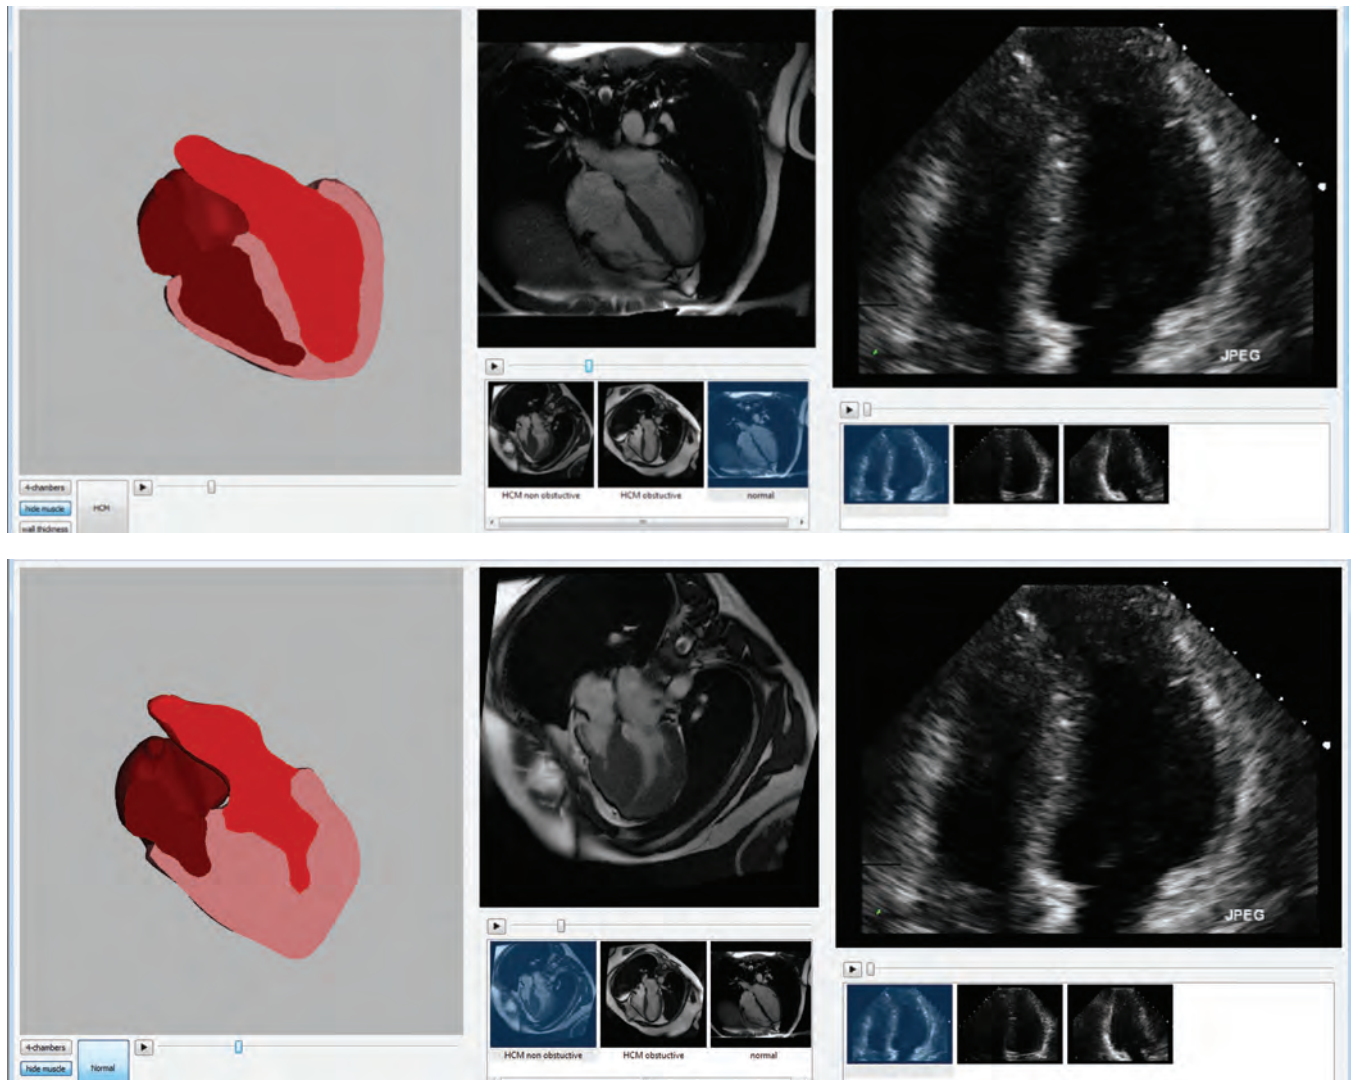 JPEG
4-chambers
hide muscle
HCM
wall thickness
HCM non obstuctive
HCM obstuctive
normal
JPEG
4-chambers
hide muscle
Normal
HCM non obstuctive
HCM obstuctive
normal